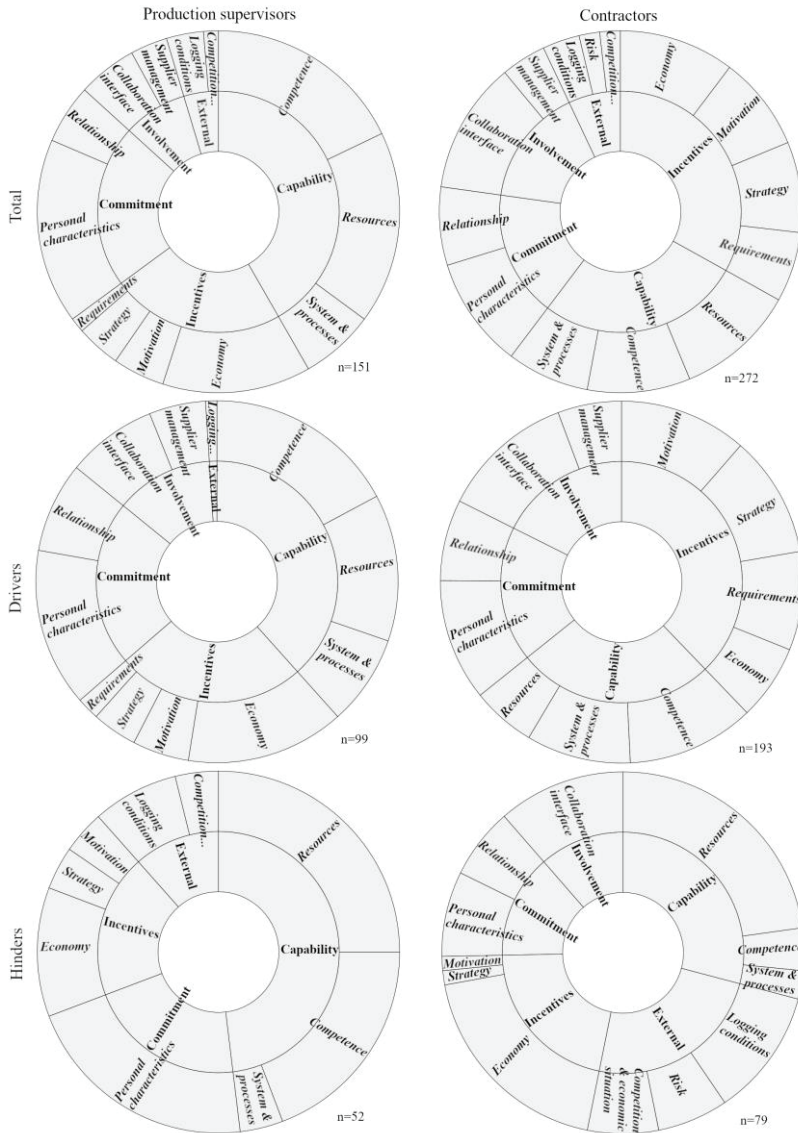 Production supervisors
Contractors
Total
Competition...
Logging
conditions
Supplier
management
Collaboration
interface
Relationship
Personal
characteristics
Requirements
Strategy
Motivation
Economy
System &
processes
Resources
Competence
External
Involvement
Commitment
Incentives
Capability
n=151
Competition...
Risk
Logging
conditions
Supplier
management
Collaboration
interface
Relationship
Personal
characteristics
System &
processes
Competence
Resources
Requirements
Strategy
Motivation
Economy
External
Involvement
Commitment
Capability
Incentives
n=272
Drivers
Logging...
Supplier
management
Collaboration
interface
Relationship
Personal
characteristics
Requirements
Strategy
Motivation
Economy
System &
processes
Resources
Competence
External
Involvement
Commitment
Incentives
Capability
n=99
Supplier
management
Collaboration
interface
Relationship
Personal
characteristics
Resources
System &
processes
Competence
Economy
Requirements
Strategy
Motivation
Involvement
Commitment
Capability
Incentives
n=193
Hinders
Competition...
Logging
conditions
Motivation
Strategy
Economy
Personal
characteristics
System &
processes
Competence
Resources
External
Incentives
Commitment
Capability
n=52
Collaboration
interface
Relationship
Personal
characteristics
Motivation
Strategy
Economy
Competition
& economic
situation
Risk
Logging
conditions
System &
processes
Competence
Resources
Involvement
Commitment
Incentives
External
Capability
n=79